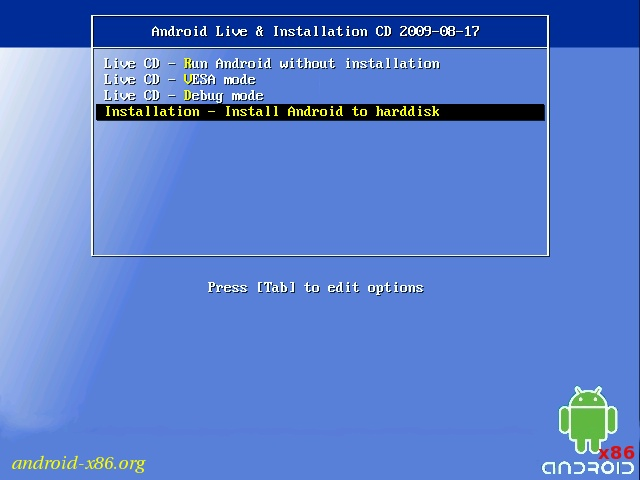 Android Live & Installation CD 2009-08-17
Live CD - Run Android without installation
Live CD - VESA mode
Live CD - Debug mode
Installation - Install Android to harddisk
Press [Tab] to edit options
x86
android-x86.org
ANDROID